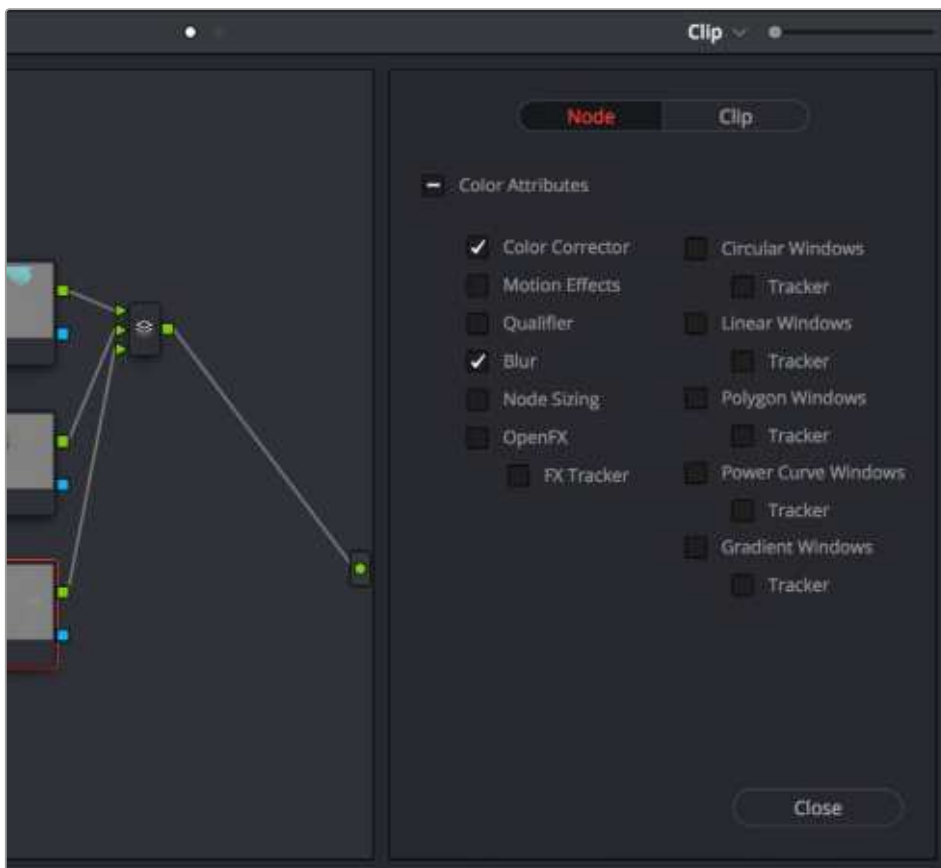 Clip
Node
Clip
Color Attributes
Color Corrector
Motion Effects
Qualifier
Blur
Node Sizing
OpenFX
FX Tracker
Circular Windows
Tracker
Linear Windows
Tracker
Polygon Windows
Tracker
Power Curve Windows
Tracker
Gradient Windows
Tracker
Close